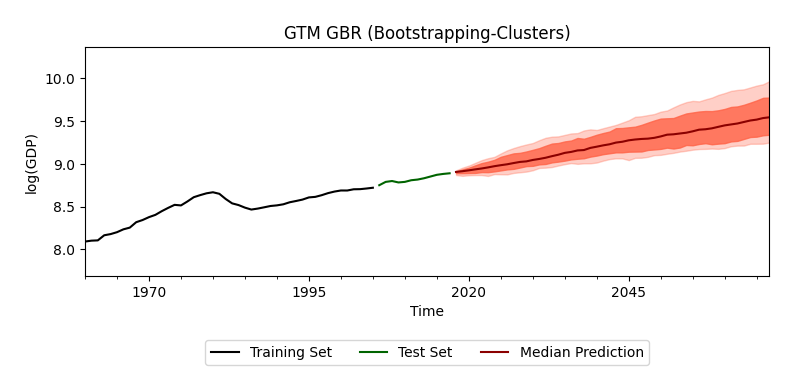 GTM GBR (Bootstrapping-Clusters)
10.0
9.5
9.0
8.5
8.0
log(GDP)
1970 1995 2020 2045
Time
Training Set Test Set Median Prediction